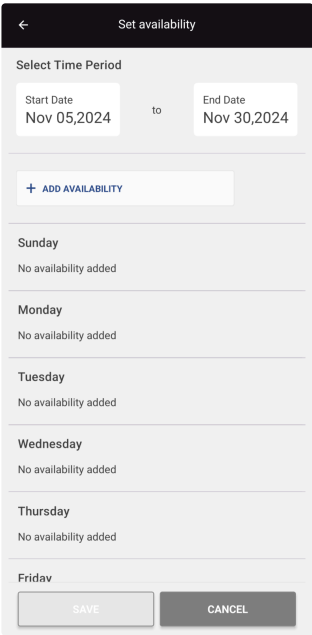 ← Set availability
Select Time Period
Start Date
Nov 05,2024
to
End Date
Nov 30,2024
+ ADD AVAILABILITY
Sunday
No availability added
Monday
No availability added
Tuesday
No availability added
Wednesday
No availability added
Thursday
No availability added
Friday
SAVE
CANCEL